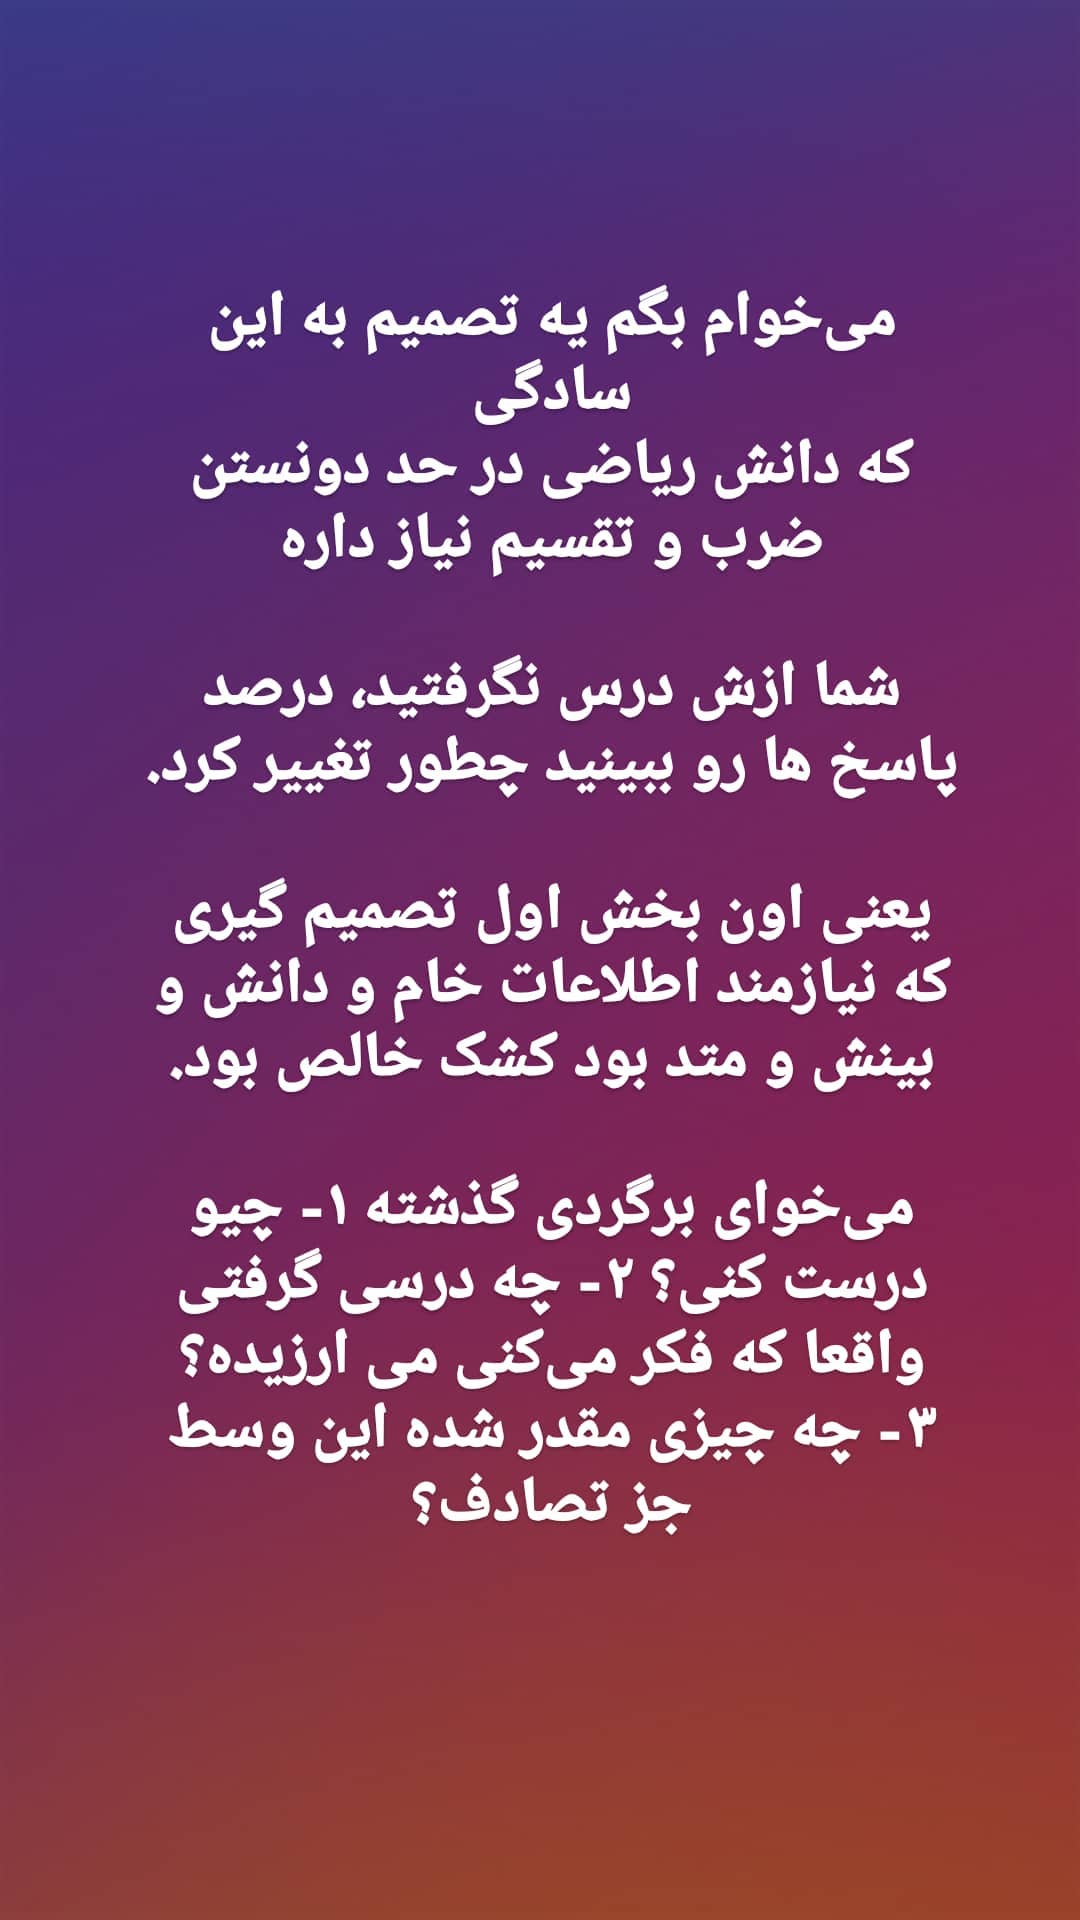 می‌خوام بگم یه تصمیم به این
سادگی
که دانش ریاضی در حد دونستن
ضرب و تقسیم نیاز داره
شما ازش درس نگرفتید، درصد
پاسخ ها رو ببینید چطور تغییر کرد.
یعنی اون بخش اول تصمیم گیری
که نیازمند اطلاعات خام و دانش و
بینش و متد بود کشک خالص بود.
می‌خوای برگردی گذشته ۱- چیو
درست کنی؟ ۲- چه درسی گرفتی
واقعا که فکر می‌کنی می ارزیده؟
۳- چه چیزی مقدر شده این وسط
جز تصادف؟